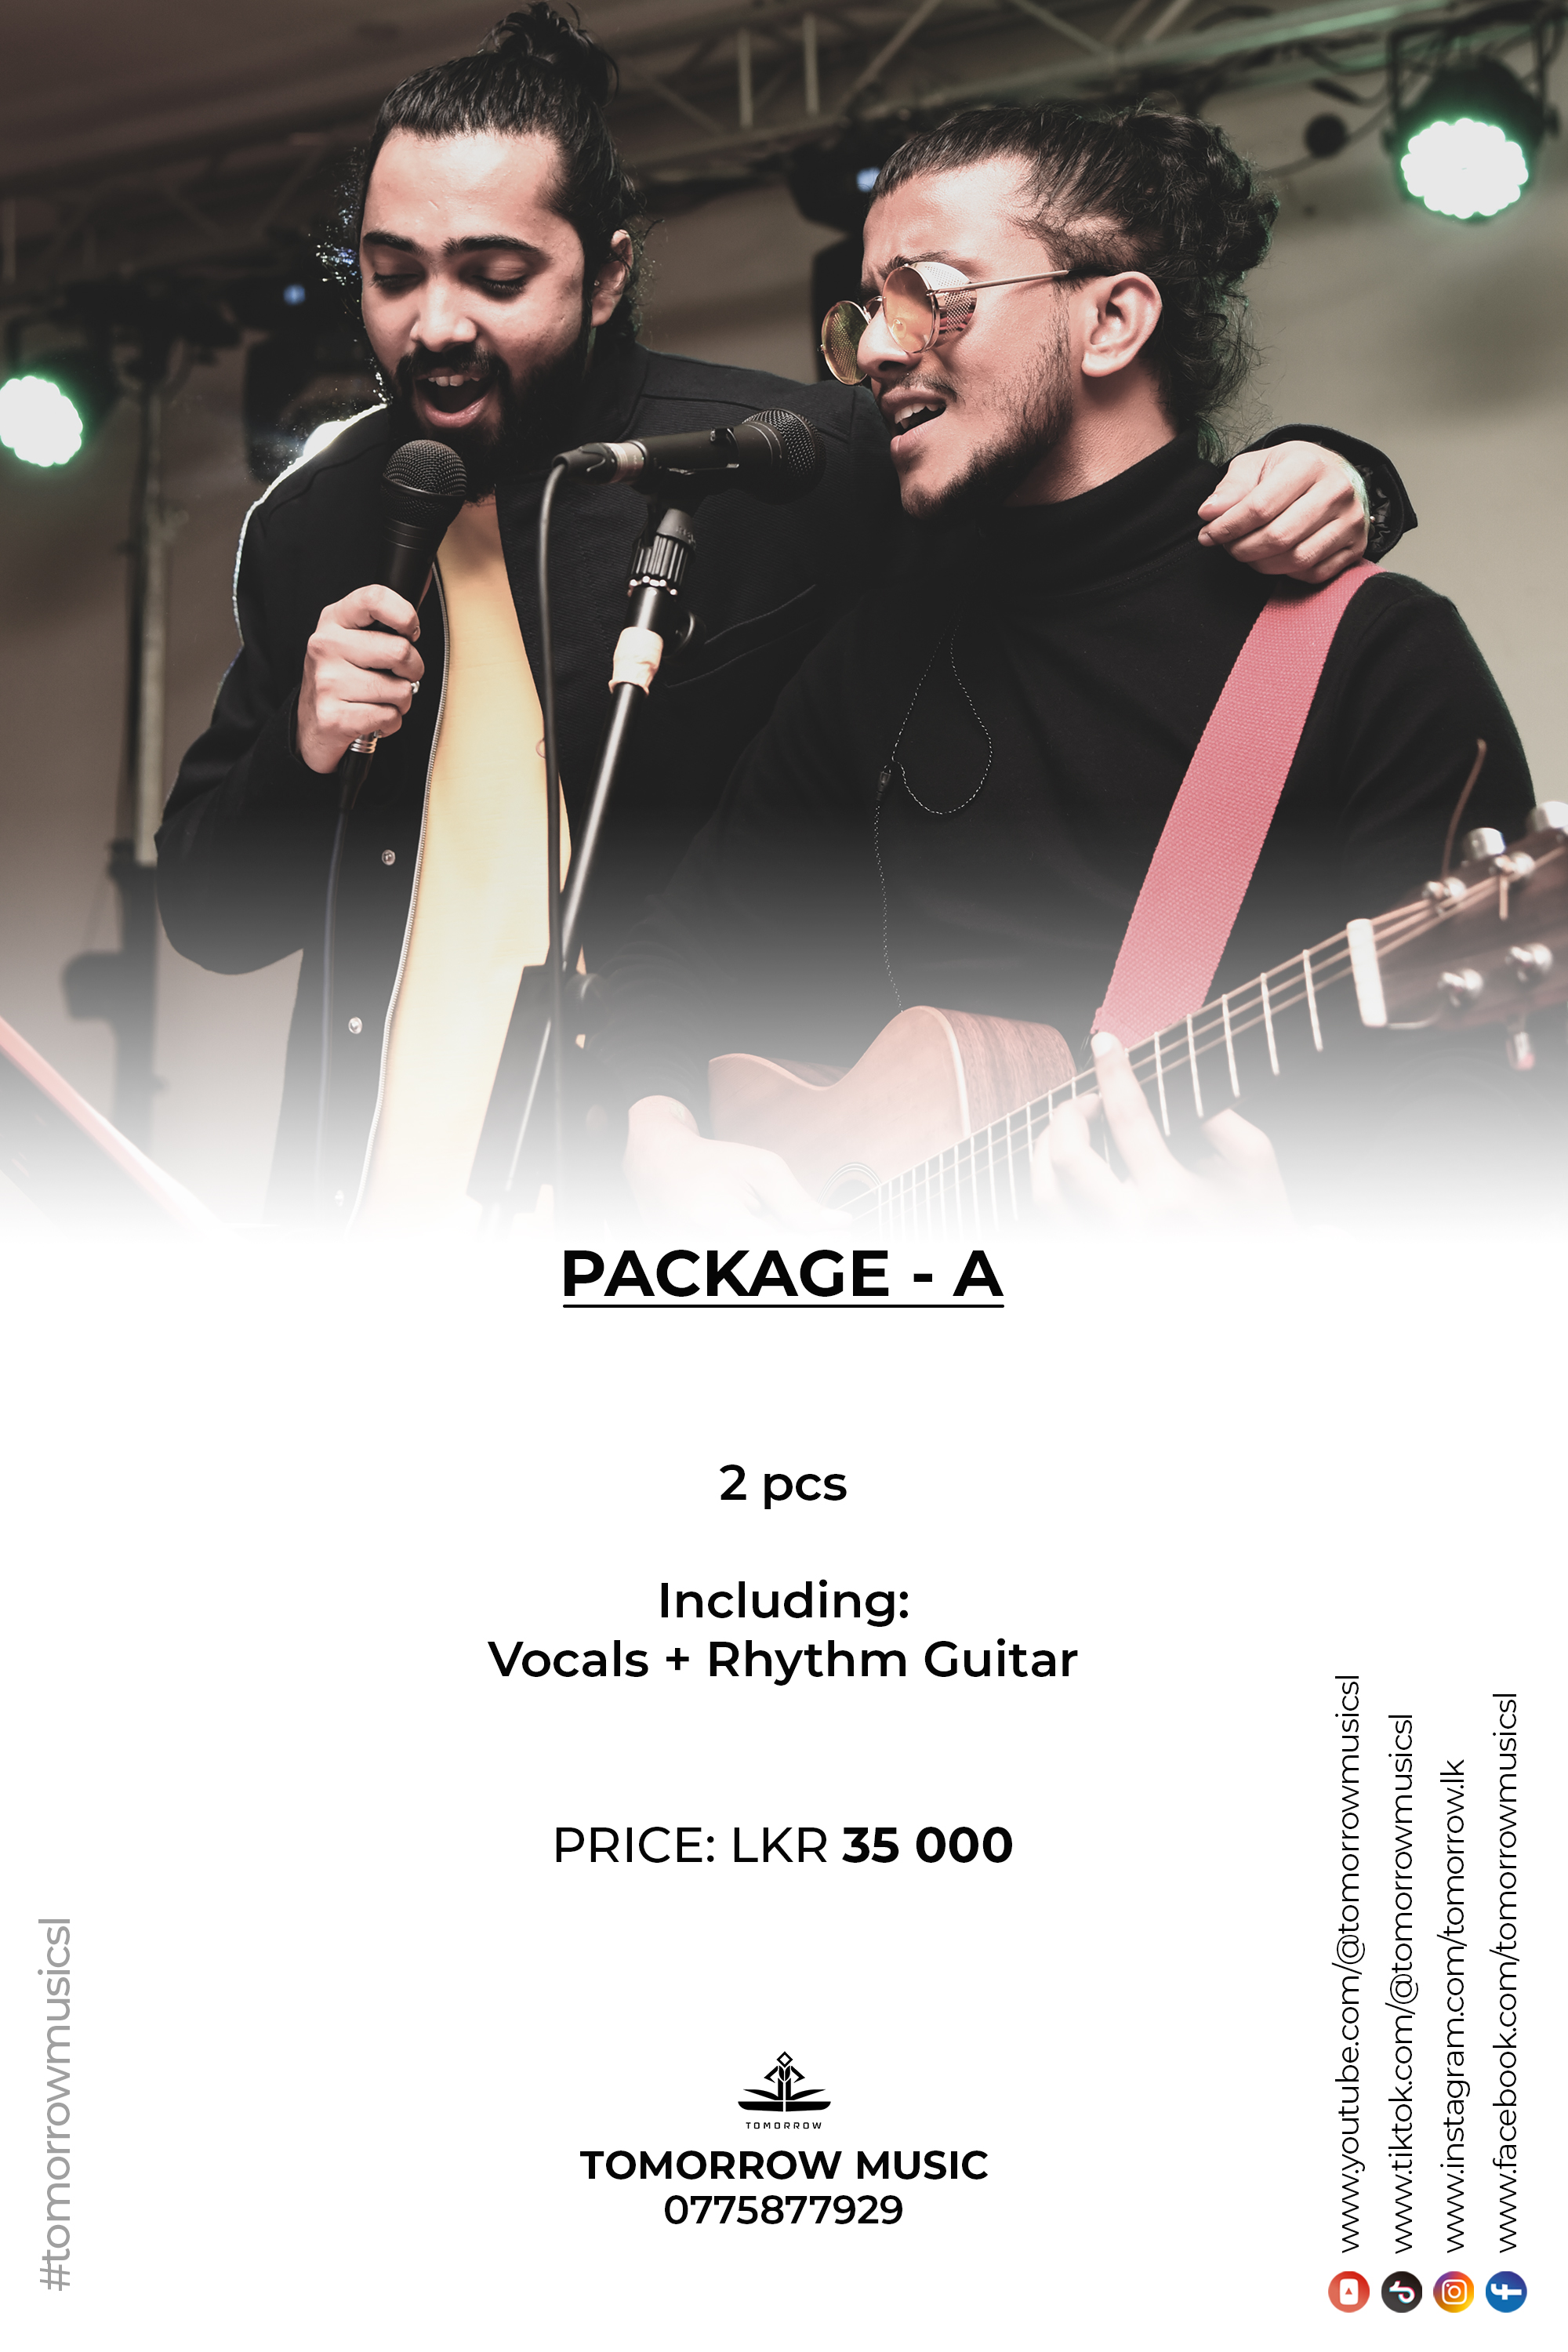 PACKAGE - A
2 pcs
Including:
Vocals + Rhythm Guitar
PRICE: LKR 35 000
#tomorrowmusicsl
TOMORROW
TOMORROW MUSIC
0775877929
www.youtube.com/@tomorrowmusicsl
www.tiktok.com/@tomorrowmusicsl
www.instagram.com/tomorrow.lk
www.facebook.com/tomorrowmusicsl